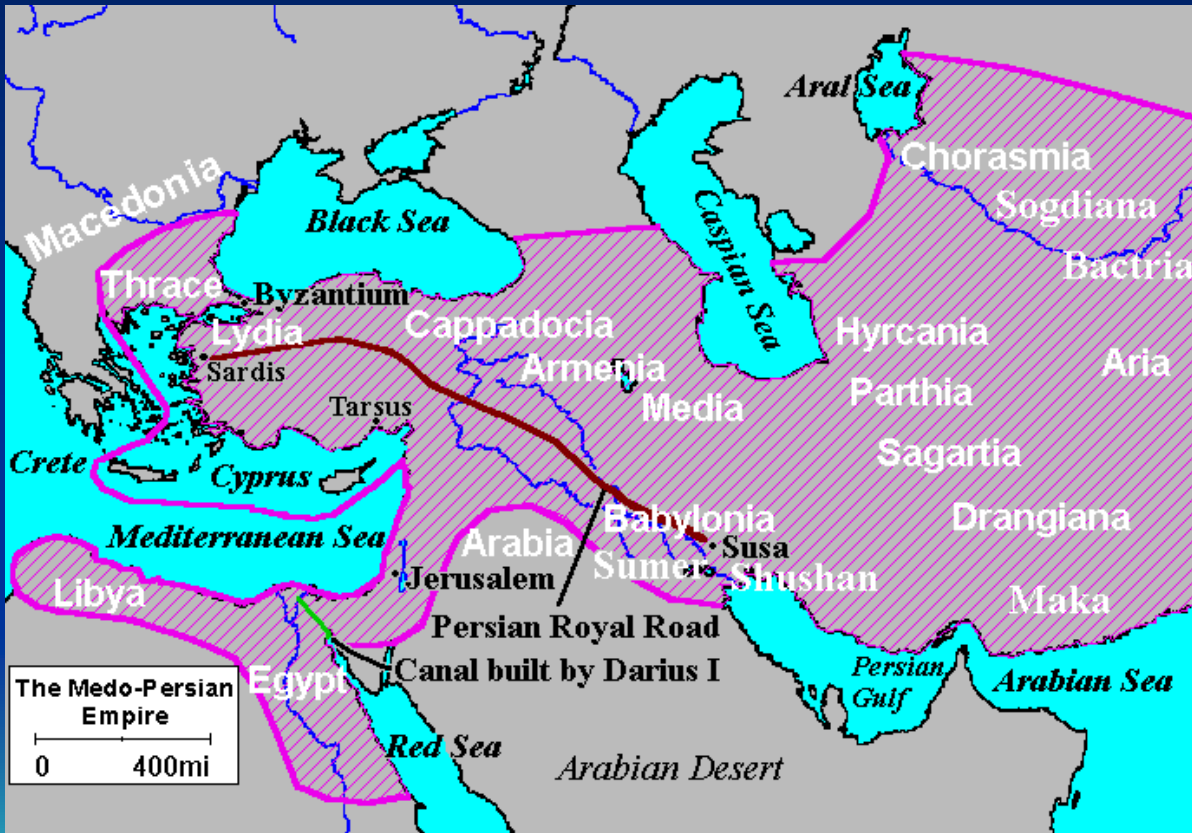 Aral Sea
Chorasmia
Sogdiana
Macedonia
Black Sea
Caspian Sea
Bactria
Thrace
Byzantium
Lydia
Cappadocia
Hyrcania
Sardis
Armenia
Aria
Media
Parthia
Tarsus
Sagartia
Crete
Cyprus
Mediterranean Sea
Babylonia
Drangiana
Arabia
Susa
Sumer
Shushan
Jerusalem
Libya
Maka
Persian Royal Road
Canal built by Darius I
Egypt
Persian
Gulf
Arabian Sea
The Medo-Persian
Empire
0 400mi
Red Sea
Arabian Desert